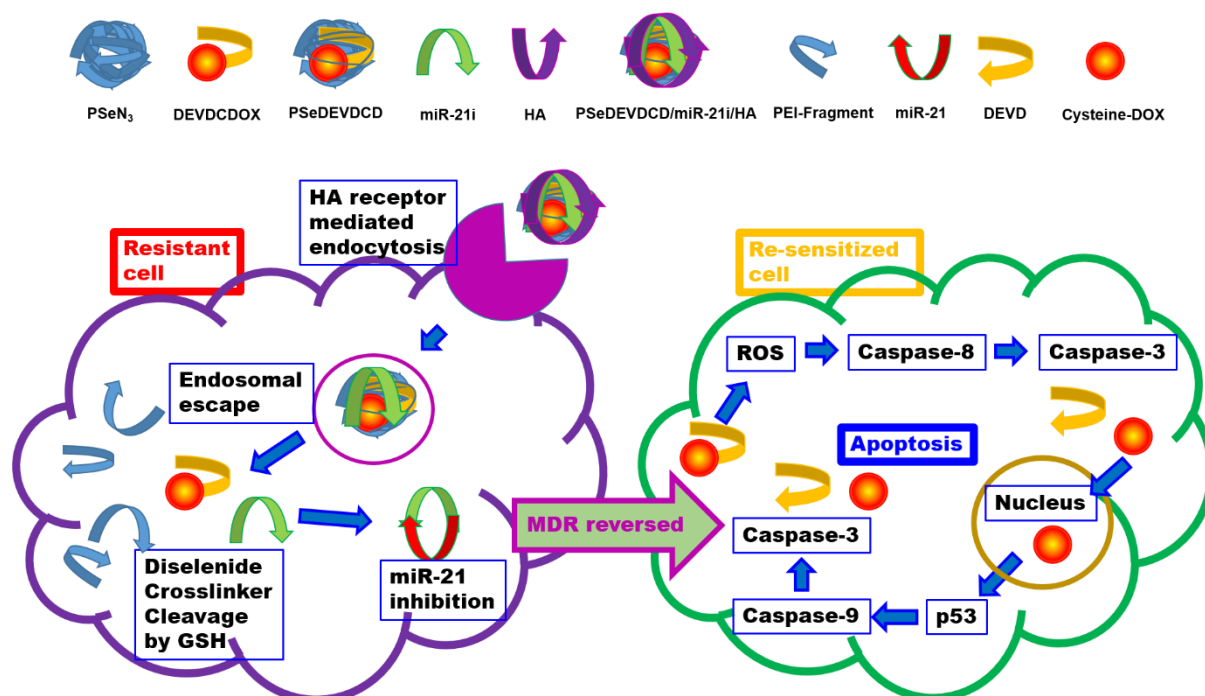 PSeN₃
DEVDCDOX
PSeDEVDCD
miR-21i
HA
PSeDEVDCD/miR-21i/HA
PEI-Fragment
miR-21
DEVD
Cysteine-DOX
HA receptor
mediated
endocytosis
Resistant
cell
Endosomal
escape
Diselenide
Crosslinker
Cleavage
by GSH
miR-21
inhibition
MDR reversed
Re-sensitized
cell
ROS
Caspase-8
Caspase-3
Apoptosis
Nucleus
Caspase-3
Caspase-9
p53